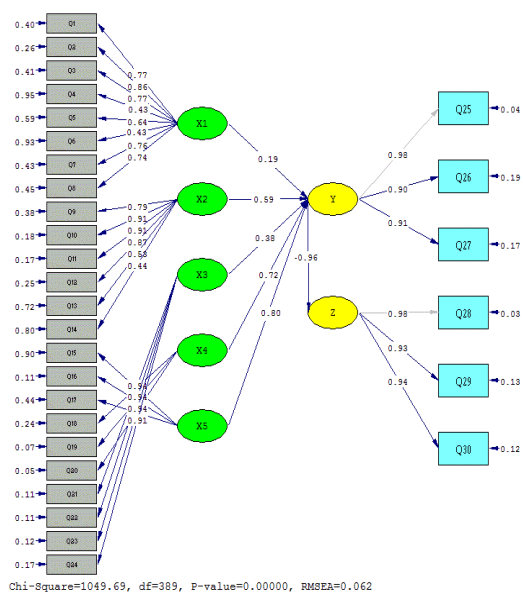 0.40 Q1
0.26 Q2
0.41 Q3
0.95 Q4
0.59 Q5
0.93 Q6
0.43 Q7
0.45 Q8
0.38 Q9
0.18 Q10
0.17 Q11
0.25 Q12
0.72 Q13
0.80 Q14
0.90 Q15
0.11 Q16
0.44 Q17
0.24 Q18
0.07 Q19
0.05 Q20
0.11 Q21
0.11 Q22
0.12 Q23
0.17 Q24
0.77
0.86
0.77
0.43
0.64
0.43
0.76
0.74
0.79
0.91
0.91
0.87
0.53
0.44
0.94
0.94
0.94
0.91
X1
X2
X3
X4
X5
0.19
0.59
0.38
0.72
0.80
Y
-0.96
Z
0.98
0.90
0.91
0.98
0.93
0.94
Q25 0.04
Q26 0.19
Q27 0.17
Q28 0.03
Q29 0.13
Q30 0.12
Chi-Square=1049.69, df=389, P-value=0.00000, RMSEA=0.062